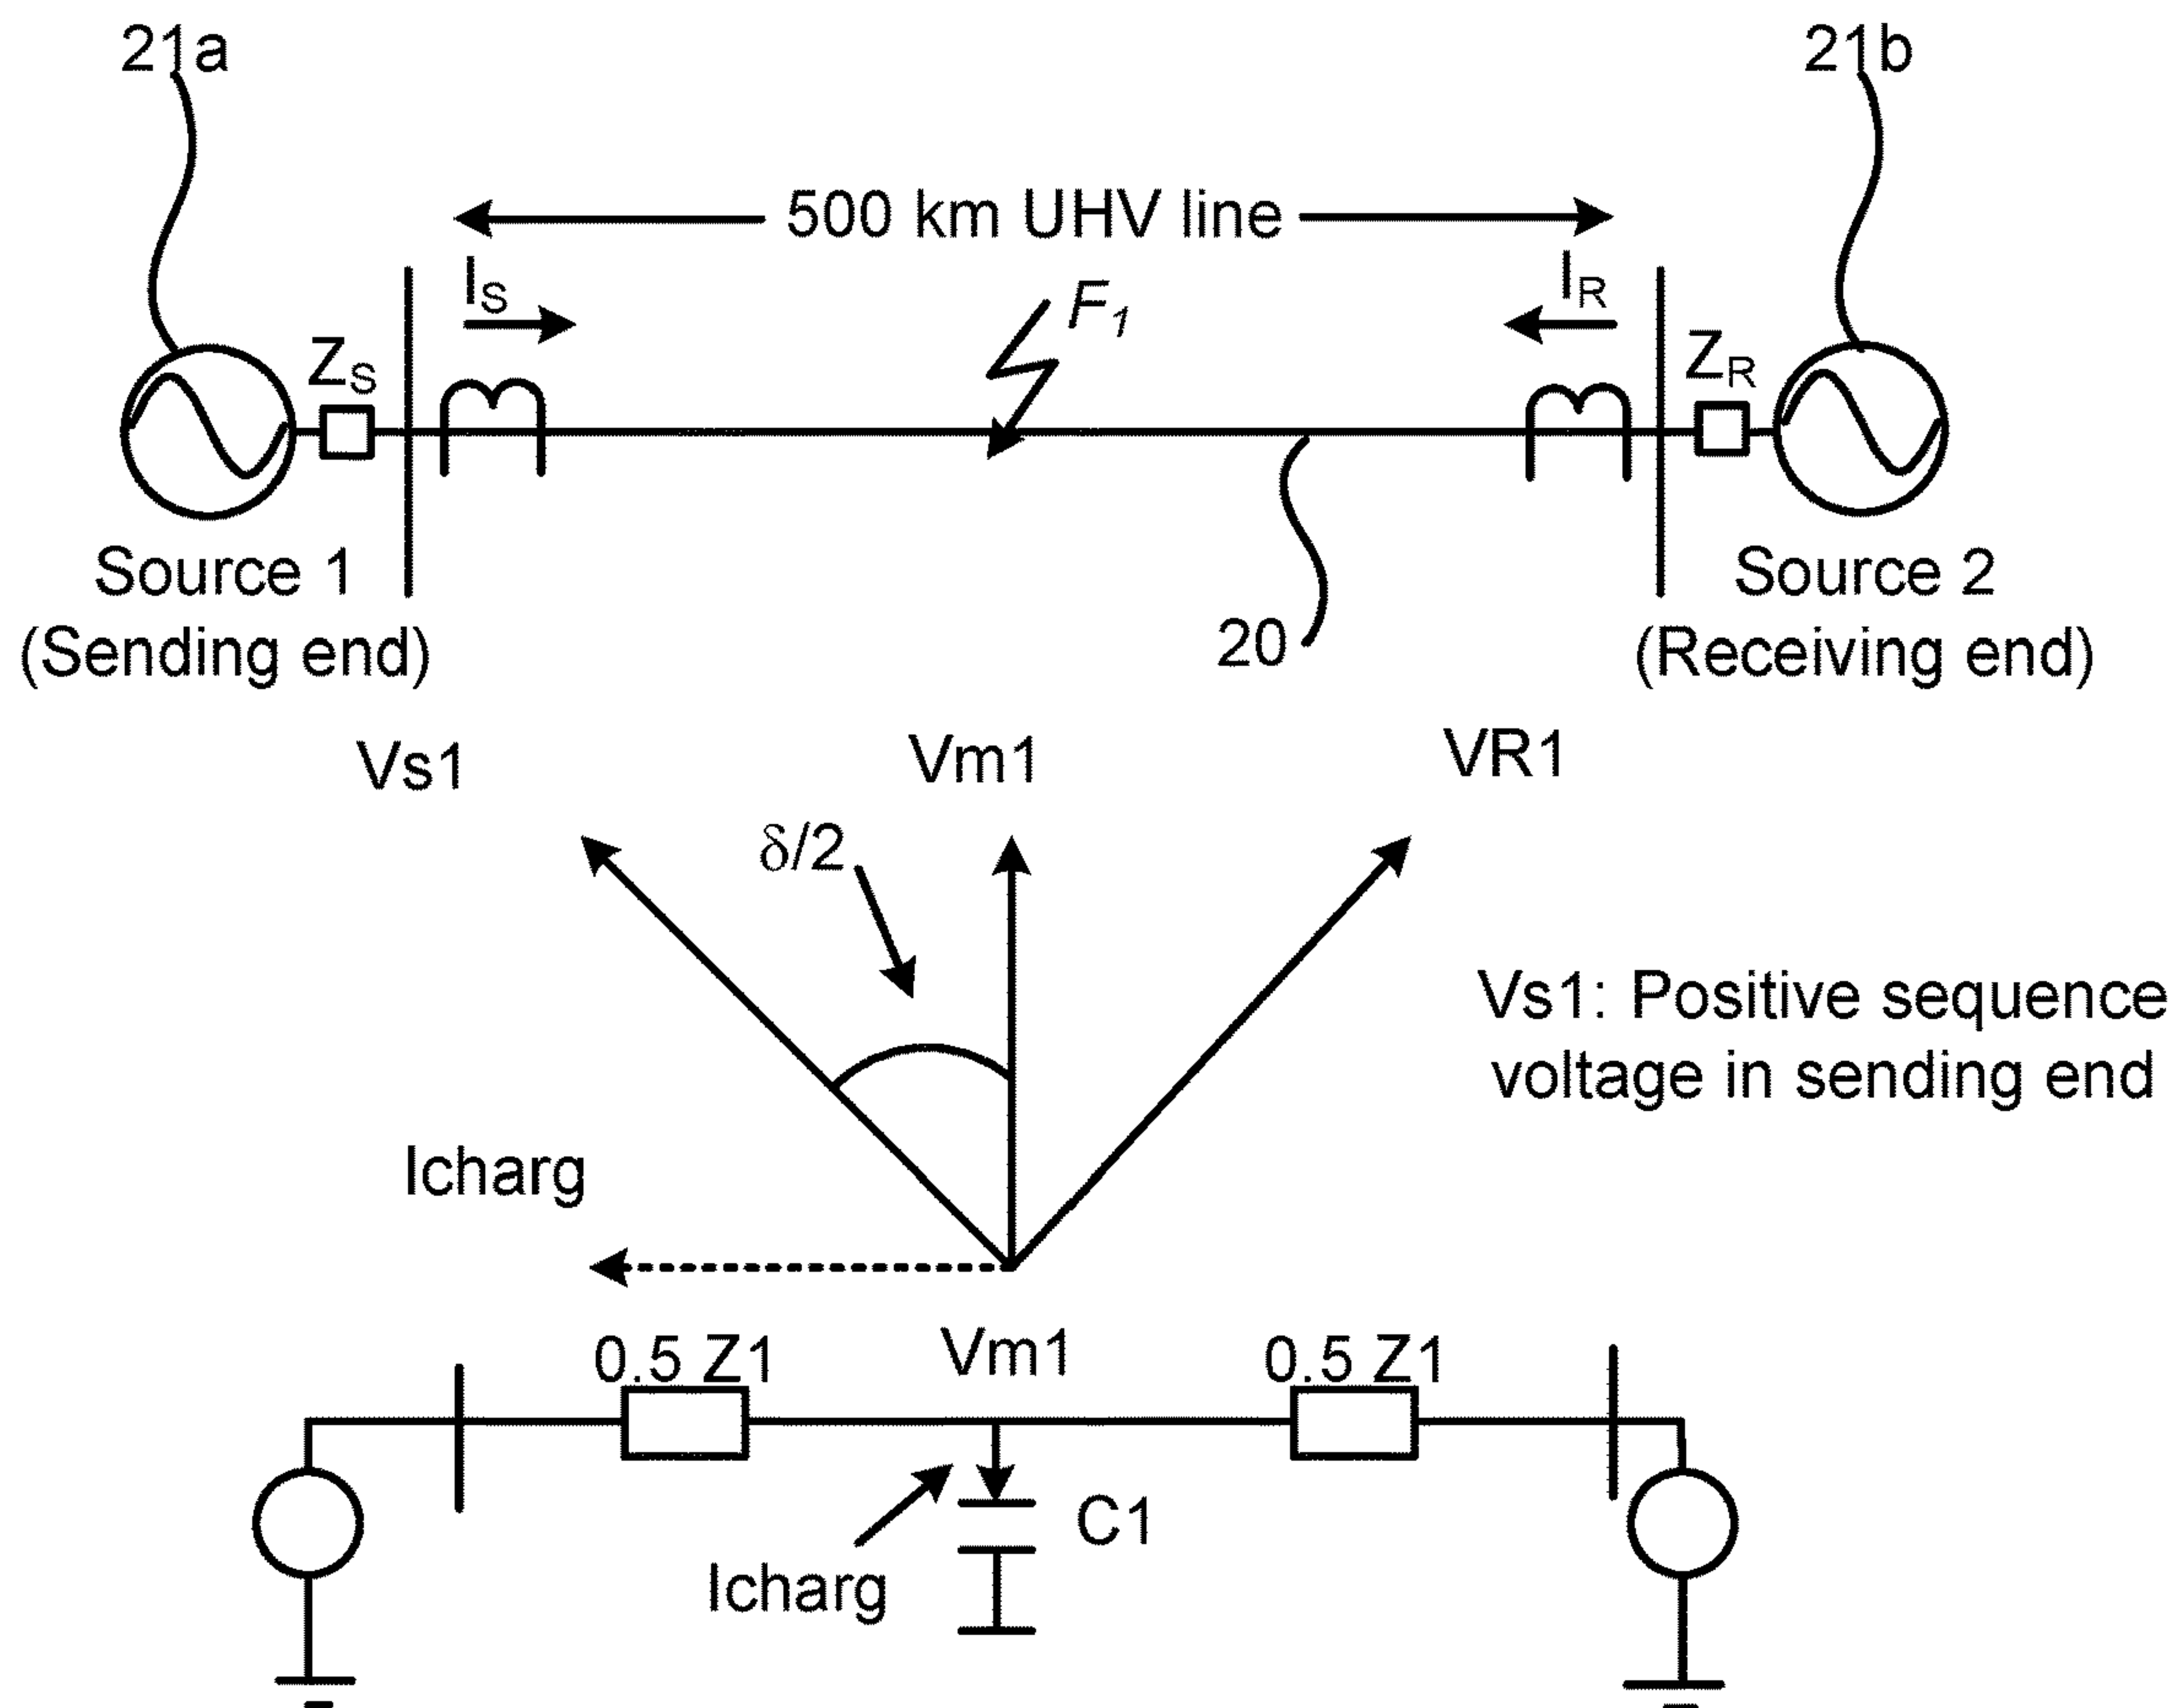 21a
21b
500 km UHV line
IS
F1
IR
ZS
ZR
Source 1
(Sending end)
Source 2
(Receiving end)
20
Vs1
Vm1
VR1
δ/2
Vs1: Positive sequence
voltage in sending end
Icharg
0.5 Z1
Vm1
0.5 Z1
C1
Icharg